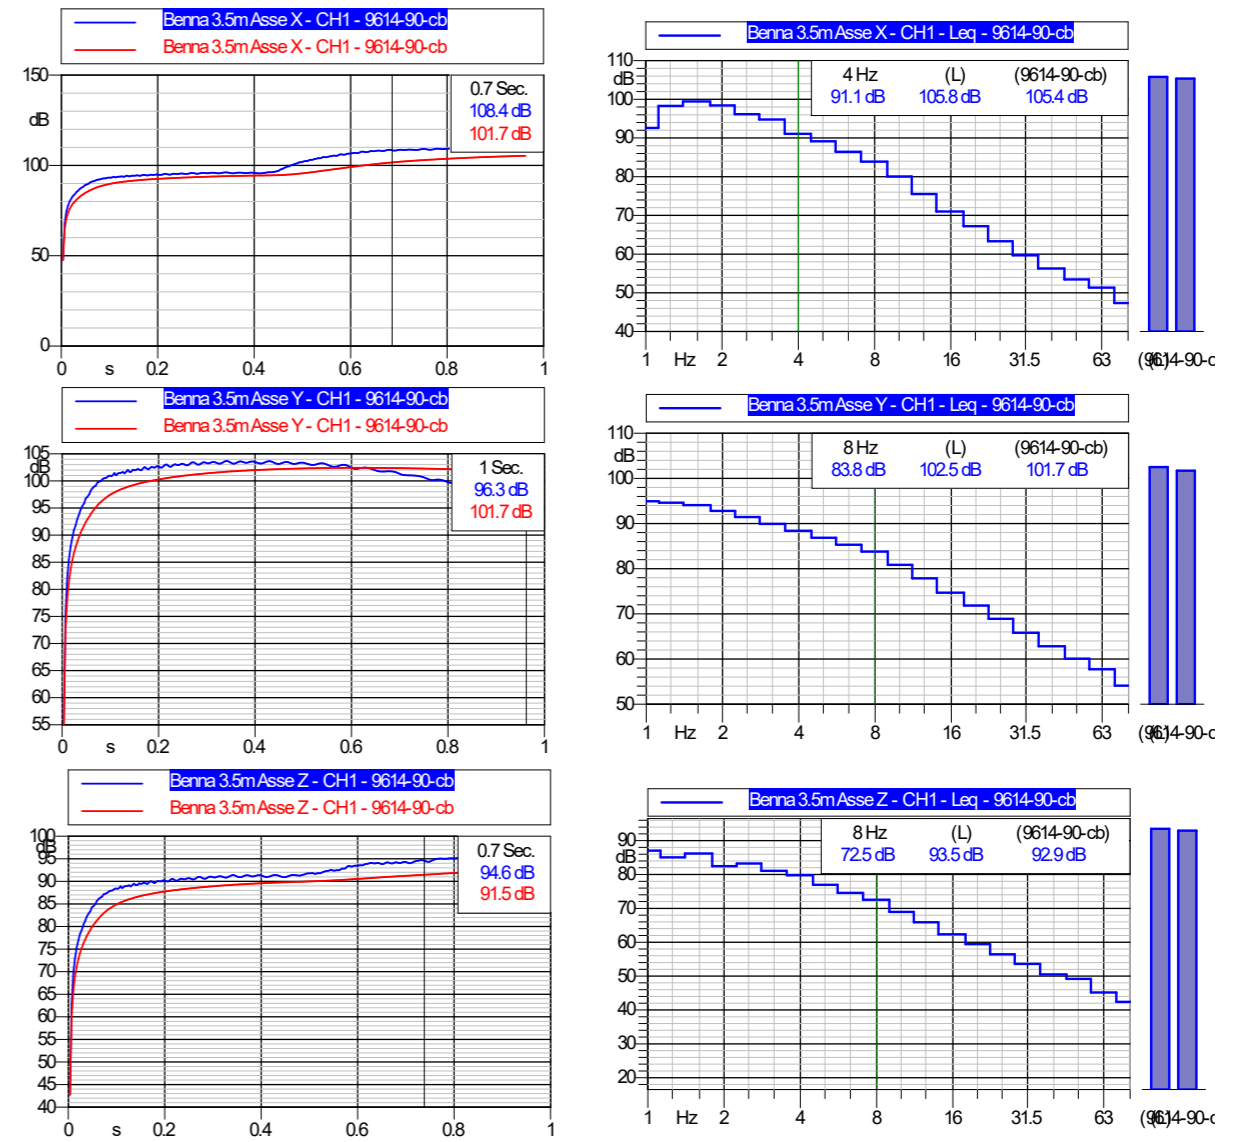 Benna 3.5m Asse X - CH1 - 9614-90-cb
Benna 3.5m Asse X - CH1 - 9614-90-cb
150
dB
100
50
0
0.7 Sec.
108.4 dB
101.7 dB
0 s 0.2 0.4 0.6 0.8 1
Benna 3.5m Asse X - CH1 - Leq - 9614-90-cb
110
dB
100
90
80
70
60
50
40
4 Hz (L) (9614-90-cb)
91.1 dB 105.8 dB 105.4 dB
1 Hz 2 4 8 16 31.5 63
Benna 3.5m Asse Y - CH1 - 9614-90-cb
Benna 3.5m Asse Y - CH1 - 9614-90-cb
105
dB
100
95
90
85
80
75
70
65
60
55
1 Sec.
96.3 dB
101.7 dB
0 s 0.2 0.4 0.6 0.8 1
Benna 3.5m Asse Y - CH1 - Leq - 9614-90-cb
110
dB
100
90
80
70
60
50
8 Hz (L) (9614-90-cb)
83.8 dB 102.5 dB 101.7 dB
1 Hz 2 4 8 16 31.5 63
Benna 3.5m Asse Z - CH1 - 9614-90-cb
Benna 3.5m Asse Z - CH1 - 9614-90-cb
100
dB
95
90
85
80
75
70
65
60
55
50
45
40
0.7 Sec.
94.6 dB
91.5 dB
0 s 0.2 0.4 0.6 0.8 1
Benna 3.5m Asse Z - CH1 - Leq - 9614-90-cb
90
dB
80
70
60
50
40
30
20
8 Hz (L) (9614-90-cb)
72.5 dB 93.5 dB 92.9 dB
1 Hz 2 4 8 16 31.5 63